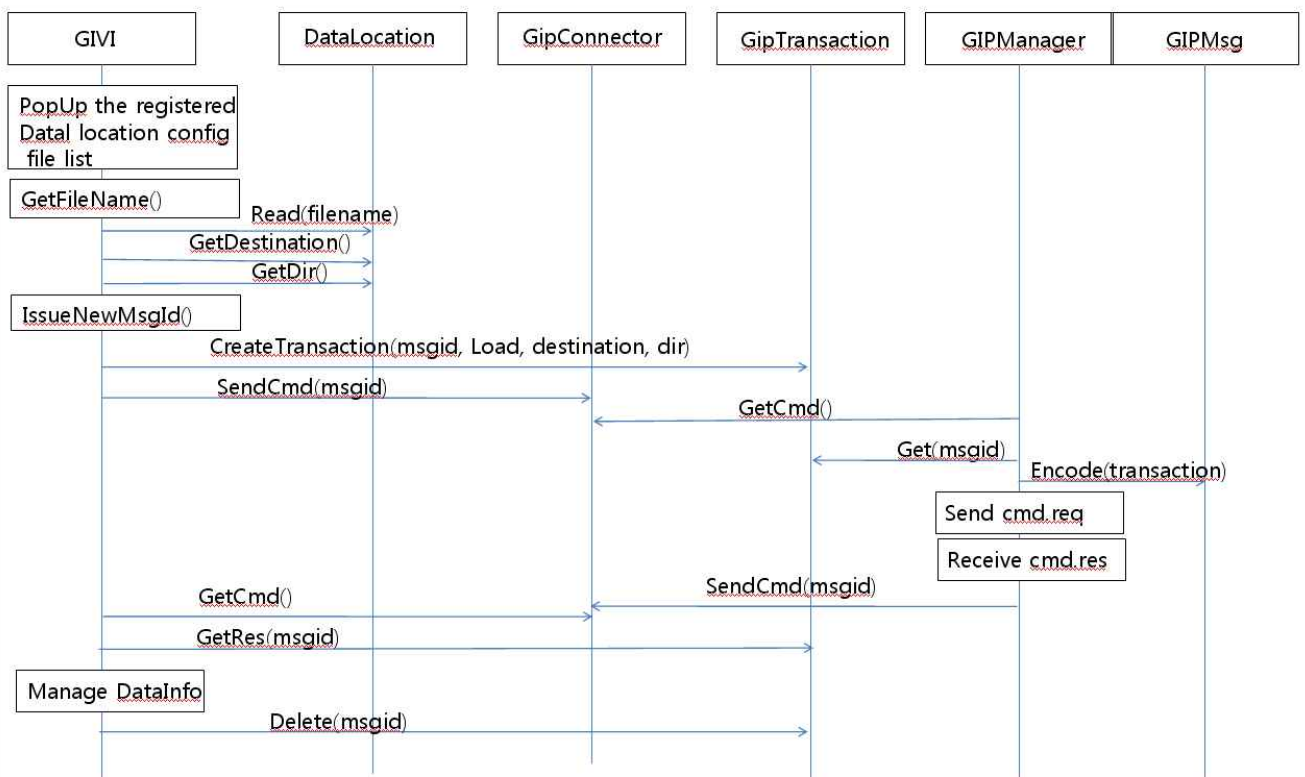 GIVI
DataLocation
GipConnector
GipTransaction
GIPManager
GIPMsg
PopUp the registered
Datal location config
file list
GetFileName()
Read(filename)
GetDestination()
GetDir()
IssueNewMsgId()
CreateTransaction(msgid, Load, destination, dir)
SendCmd(msgid)
GetCmd()
Get(msgid)
Encode(transaction)
Send cmd.req
Receive cmd.res
SendCmd(msgid)
GetCmd()
GetRes(msgid)
Manage DataInfo
Delete(msgid)